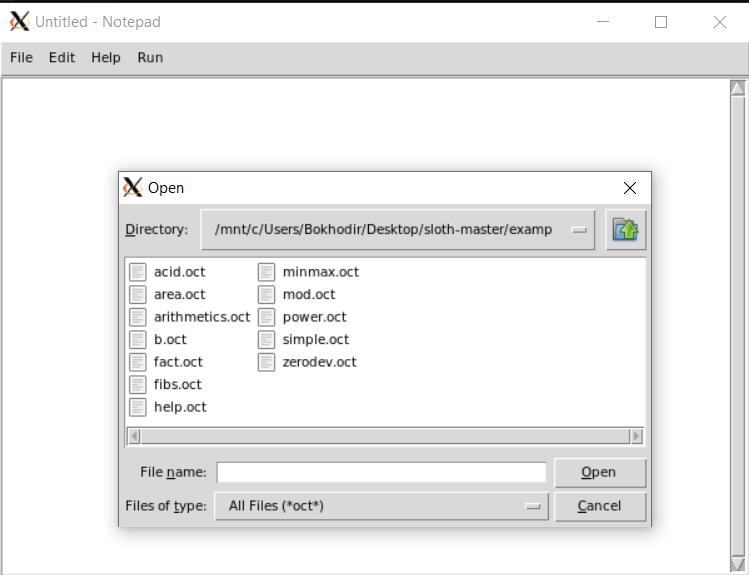 Untitled - Notepad
File Edit Help Run
Open
Directory: /mnt/c/Users/Bokhodir/Desktop/sloth-master/examp
acid.oct minmax.oct
area.oct mod.oct
arithmetics.oct power.oct
b.oct simple.oct
fact.oct zerodev.oct
fibs.oct
help.oct
File name: Open
Files of type: All Files (*oct*) Cancel